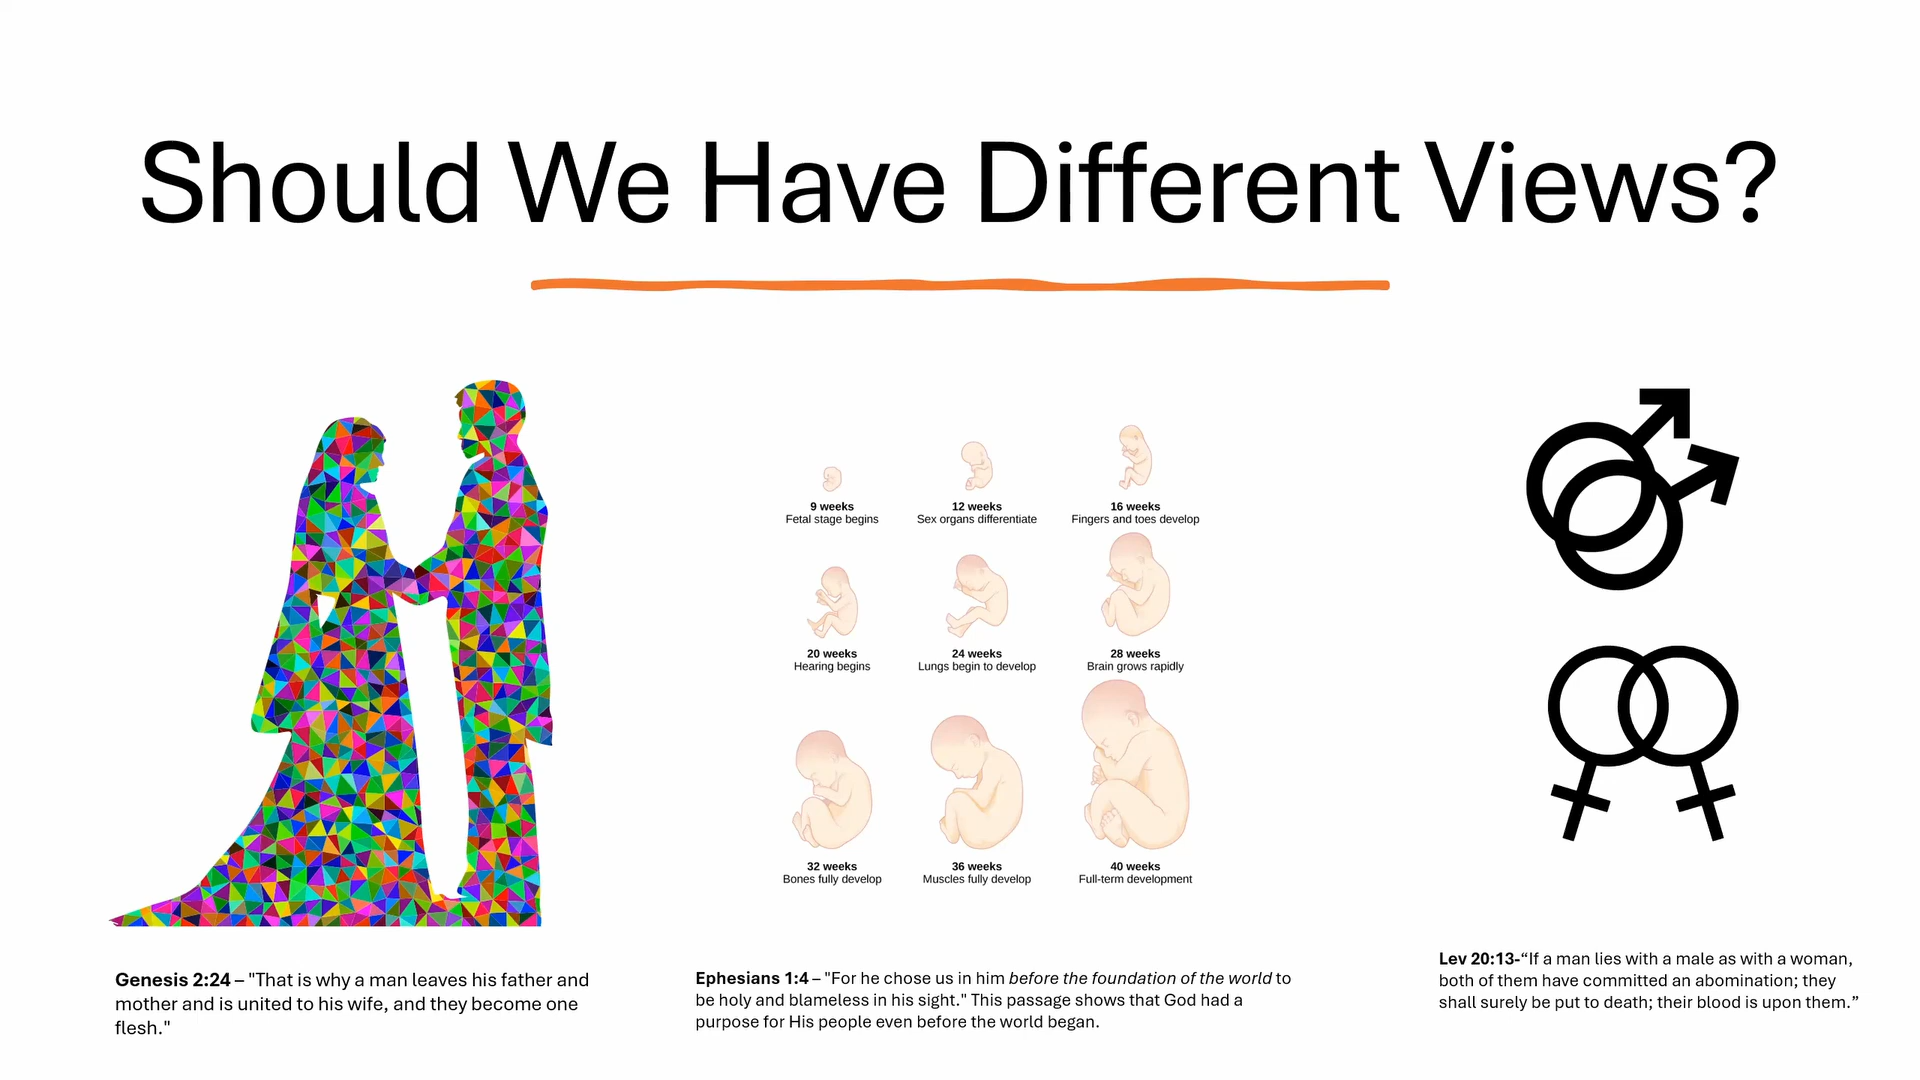 Should We Have Different Views?
9 weeks
Fetal stage begins
12 weeks
Sex organs differentiate
16 weeks
Fingers and toes develop
20 weeks
Hearing begins
24 weeks
Lungs begin to develop
28 weeks
Brain grows rapidly
32 weeks
Bones fully develop
36 weeks
Muscles fully develop
40 weeks
Full-term development
Genesis 2:24 – "That is why a man leaves his father and
mother and is united to his wife, and they become one
flesh."
Ephesians 1:4 – "For he chose us in him before the foundation of the world to
be holy and blameless in his sight." This passage shows that God had a
purpose for His people even before the world began.
Lev 20:13-“If a man lies with a male as with a woman,
both of them have committed an abomination; they
shall surely be put to death; their blood is upon them.”